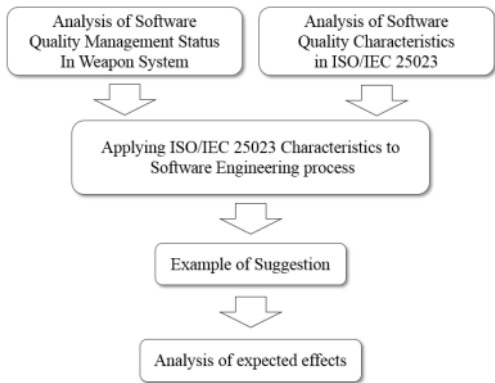 Analysis of Software
Quality Management Status
In Weapon System
Analysis of Software
Quality Characteristics
in ISO/IEC 25023
Applying ISO/IEC 25023 Characteristics to
Software Engineering process
Example of Suggestion
Analysis of expected effects